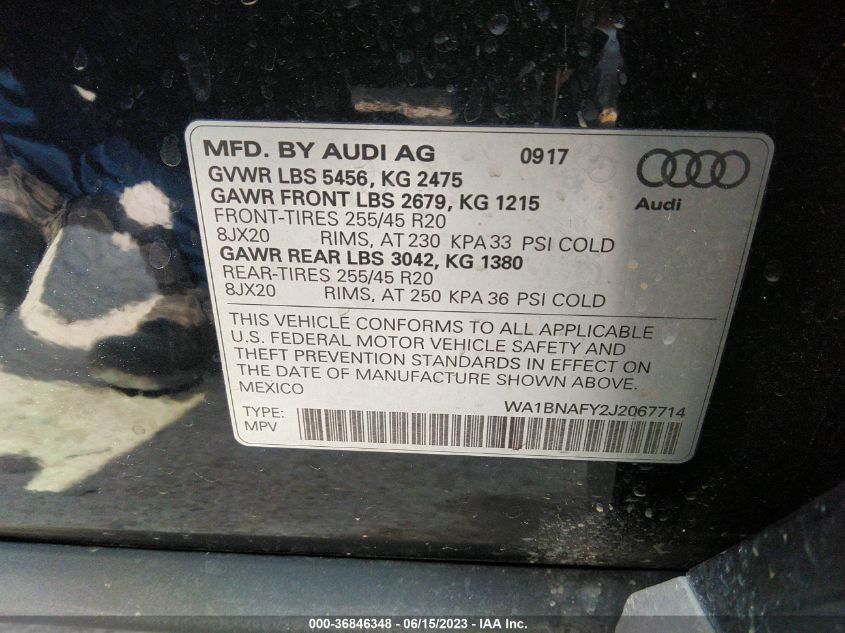 MFD. BY AUDI AG 0917
GVWR LBS 5456, KG 2475
GAWR FRONT LBS 2679, KG 1215
FRONT-TIRES 255/45 R20
8JX20 RIMS, AT 230 KPA 33 PSI COLD
GAWR REAR LBS 3042, KG 1380
REAR-TIRES 255/45 R20
8JX20 RIMS, AT 250 KPA 36 PSI COLD
Audi
THIS VEHICLE CONFORMS TO ALL APPLICABLE
U.S. FEDERAL MOTOR VEHICLE SAFETY AND
THEFT PREVENTION STANDARDS IN EFFECT ON
THE DATE OF MANUFACTURE SHOWN ABOVE.
MEXICO
WA1BNAFY2J2067714
TYPE:
MPV
000-36846348 - 06/15/2023 - IAA Inc.